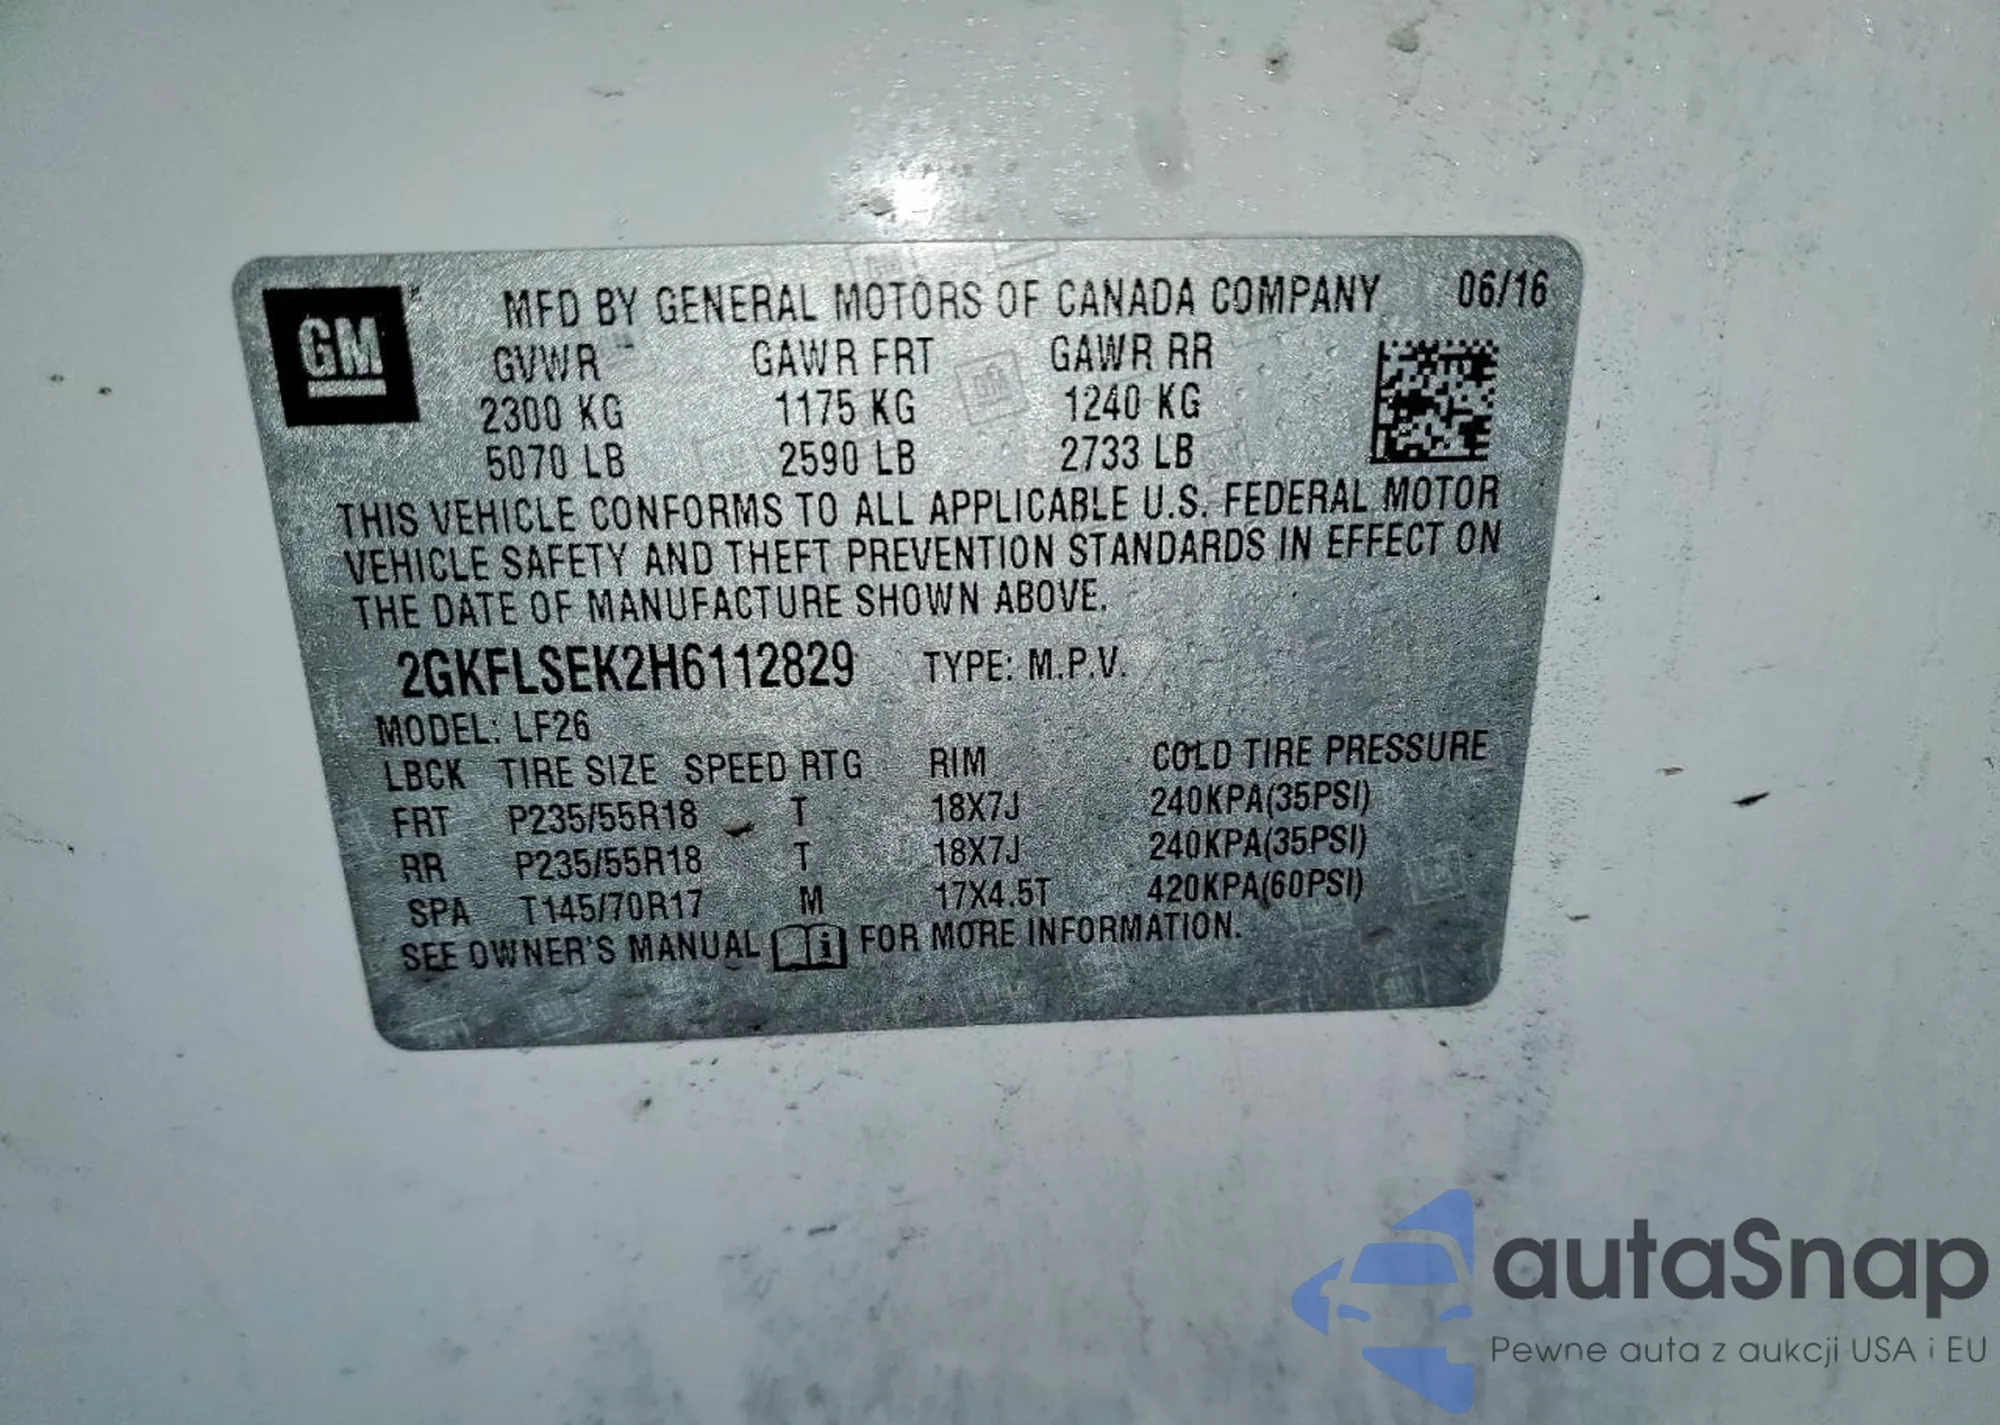 GM
MFD BY GENERAL MOTORS OF CANADA COMPANY 06/16
GVWR GAWR FRT GAWR RR
2300 KG 1175 KG 1240 KG
5070 LB 2590 LB 2733 LB
THIS VEHICLE CONFORMS TO ALL APPLICABLE U.S. FEDERAL MOTOR
VEHICLE SAFETY AND THEFT PREVENTION STANDARDS IN EFFECT ON
THE DATE OF MANUFACTURE SHOWN ABOVE.
2GKFLSEK2H6112829 TYPE: M.P.V.
MODEL: LF26
LBCK TIRE SIZE SPEED RTG RIM COLD TIRE PRESSURE
FRT P235/55R18 T 18X7J 240KPA(35PSI)
RR P235/55R18 T 18X7J 240KPA(35PSI)
SPA T145/70R17 M 17X4.5T 420KPA(60PSI)
SEE OWNER'S MANUAL i FOR MORE INFORMATION.
autaSnap
Pewne auta z aukcji USA i EU